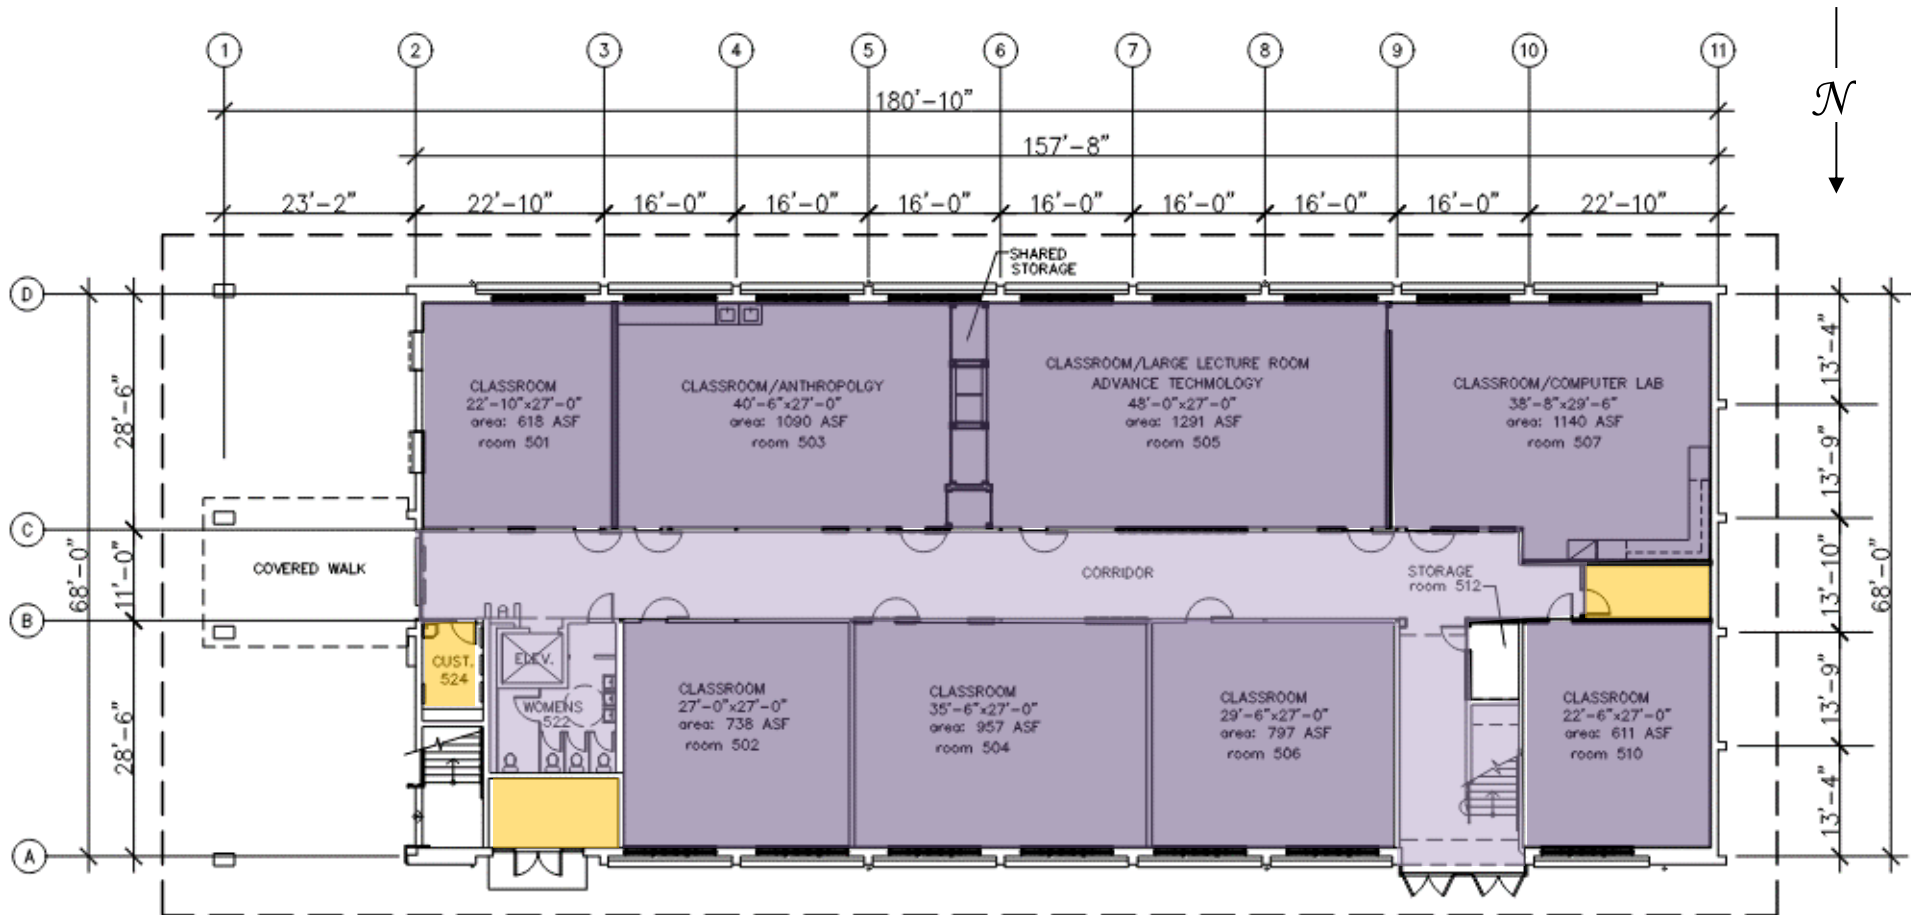 1 2 3 4 5 6 7 8 9 10 11
180'-10"
N
157'-8"
23'-2" 22'-10" 16'-0" 16'-0" 16'-0" 16'-0" 16'-0" 16'-0" 16'-0" 22'-10"
SHARED
STORAGE
D
C
B
A
28'-6"
11'-0"
28'-6"
68'-0"
13'-4"
13'-9"
13'-10"
13'-9"
13'-4"
68'-0"
CLASSROOM
22'-10"x27'-0"
area: 618 ASF
room 501
CLASSROOM/ANTHROPOLGY
40'-6"x27'-0"
area: 1090 ASF
room 503
CLASSROOM/LARGE LECTURE ROOM
ADVANCE TECHMOLOGY
48'-0"x27'-0"
area: 1291 ASF
room 505
CLASSROOM/COMPUTER LAB
38'-8"x29'-6"
area: 1140 ASF
room 507
COVERED WALK
CORRIDOR
STORAGE
room 512
CUST.
524
ELEV.
WOMENS
522
CLASSROOM
27'-0"x27'-0"
area: 738 ASF
room 502
CLASSROOM
35'-6"x27'-0"
area: 957 ASF
room 504
CLASSROOM
29'-6"x27'-0"
area: 797 ASF
room 506
CLASSROOM
22'-6"x27'-0"
area: 611 ASF
room 510